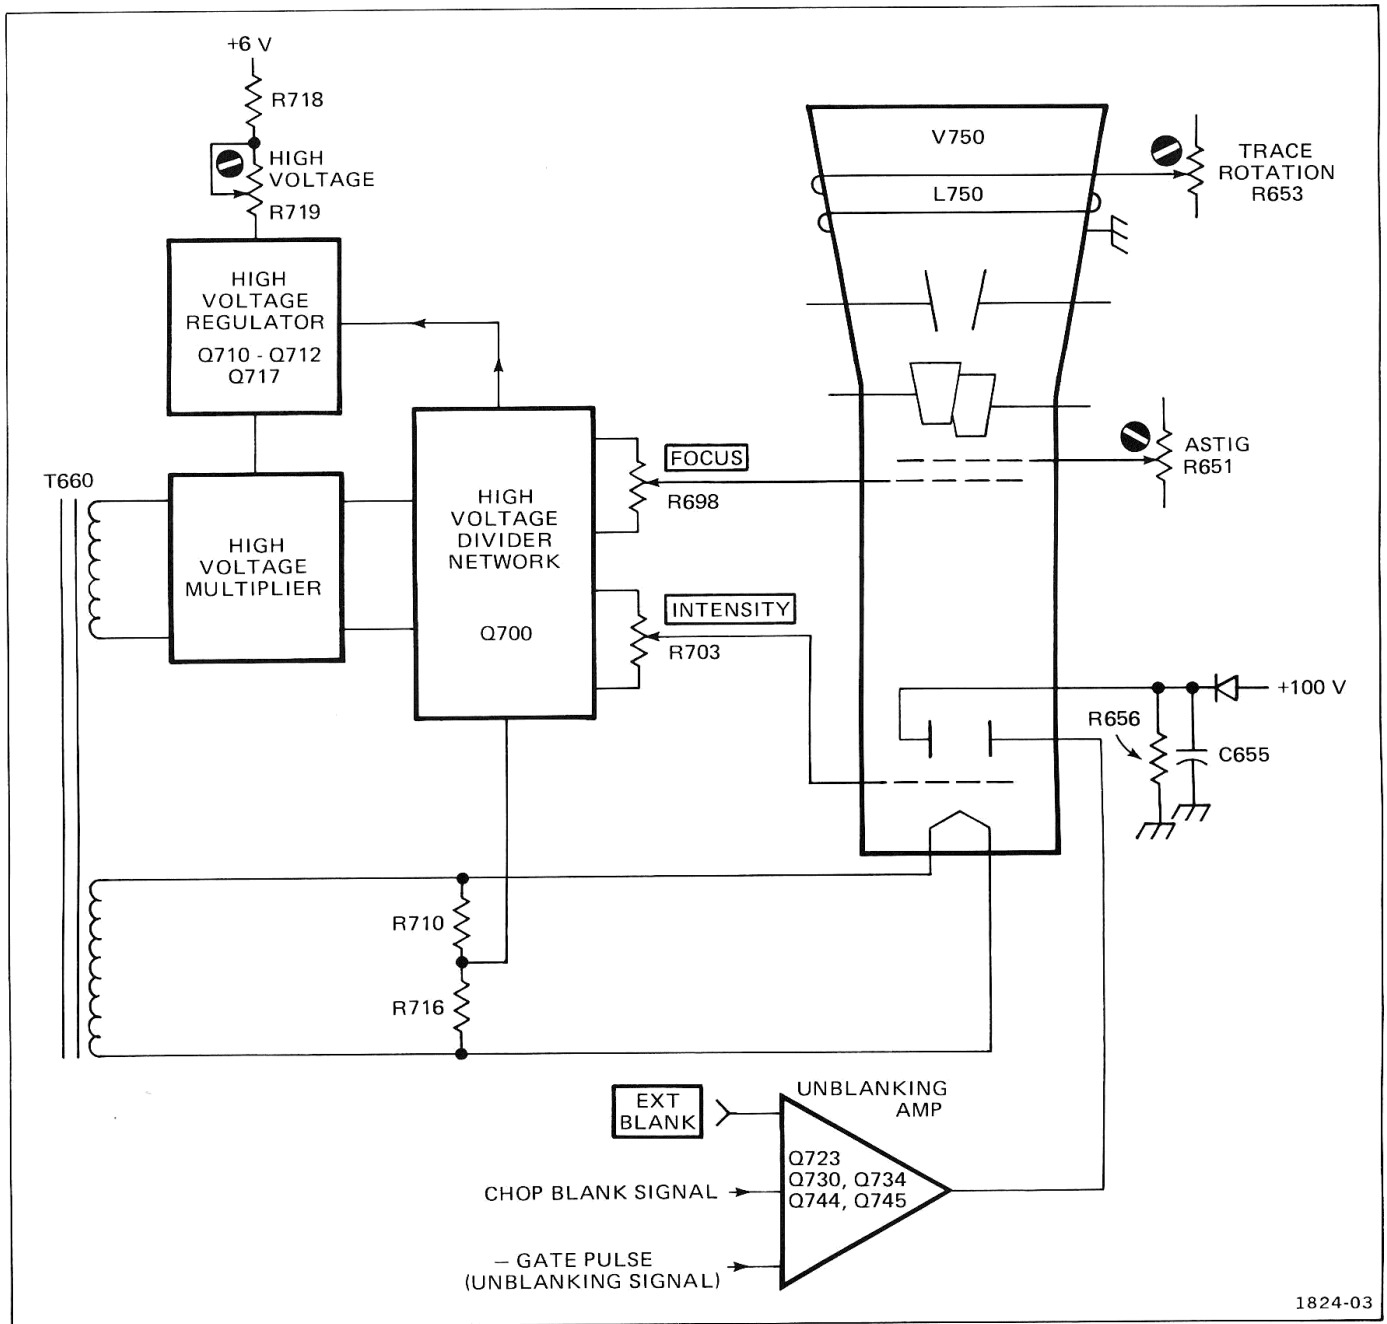 +6 V
R718
HIGH
VOLTAGE
R719
HIGH
VOLTAGE
REGULATOR
Q710 - Q712
Q717
V750
L750
TRACE
ROTATION
R653
ASTIG
R651
T660
HIGH
VOLTAGE
MULTIPLIER
HIGH
VOLTAGE
DIVIDER
NETWORK
Q700
FOCUS
R698
INTENSITY
R703
+100 V
R656
C655
R710
R716
EXT
BLANK
UNBLANKING
AMP
Q723
Q730, Q734
Q744, Q745
CHOP BLANK SIGNAL
– GATE PULSE
(UNBLANKING SIGNAL)
1824-03